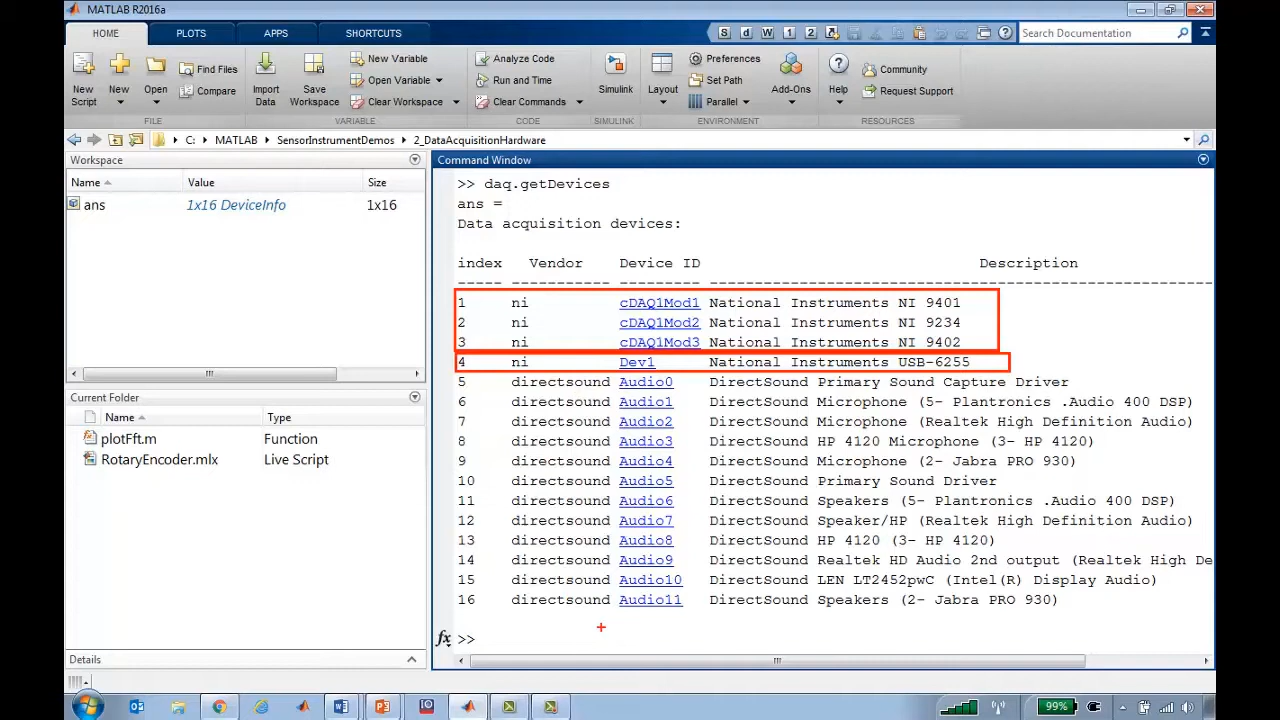 MATLAB R2016a
HOME PLOTS APPS SHORTCUTS
Search Documentation
New Script
New
Open
Find Files
Compare
FILE
Import Data
Save Workspace
New Variable
Open Variable
Clear Workspace
VARIABLE
Analyze Code
Run and Time
Clear Commands
CODE
Simulink
SIMULINK
Layout
Preferences
Set Path
Parallel
ENVIRONMENT
Add-Ons
Help
Community
Request Support
RESOURCES
C: MATLAB SensorInstrumentDemos 2_DataAcquisitionHardware
Workspace
Name Value Size
ans 1x16 DeviceInfo 1x16
Current Folder
Name Type
plotFft.m Function
RotaryEncoder.mlx Live Script
Details
Command Window
>> daq.getDevices
ans =
Data acquisition devices:
index Vendor Device ID Description
----- ----------- --------- --------------------------------------------------------
1 ni cDAQ1Mod1 National Instruments NI 9401
2 ni cDAQ1Mod2 National Instruments NI 9234
3 ni cDAQ1Mod3 National Instruments NI 9402
4 ni Dev1 National Instruments USB-6255
5 directsound Audio0 DirectSound Primary Sound Capture Driver
6 directsound Audio1 DirectSound Microphone (5- Plantronics .Audio 400 DSP)
7 directsound Audio2 DirectSound Microphone (Realtek High Definition Audio)
8 directsound Audio3 DirectSound HP 4120 Microphone (3- HP 4120)
9 directsound Audio4 DirectSound Microphone (2- Jabra PRO 930)
10 directsound Audio5 DirectSound Primary Sound Driver
11 directsound Audio6 DirectSound Speakers (5- Plantronics .Audio 400 DSP)
12 directsound Audio7 DirectSound Speaker/HP (Realtek High Definition Audio)
13 directsound Audio8 DirectSound HP 4120 (3- HP 4120)
14 directsound Audio9 DirectSound Realtek HD Audio 2nd output (Realtek High De
15 directsound Audio10 DirectSound LEN LT2452pwC (Intel(R) Display Audio)
16 directsound Audio11 DirectSound Speakers (2- Jabra PRO 930)
fx >>
99%